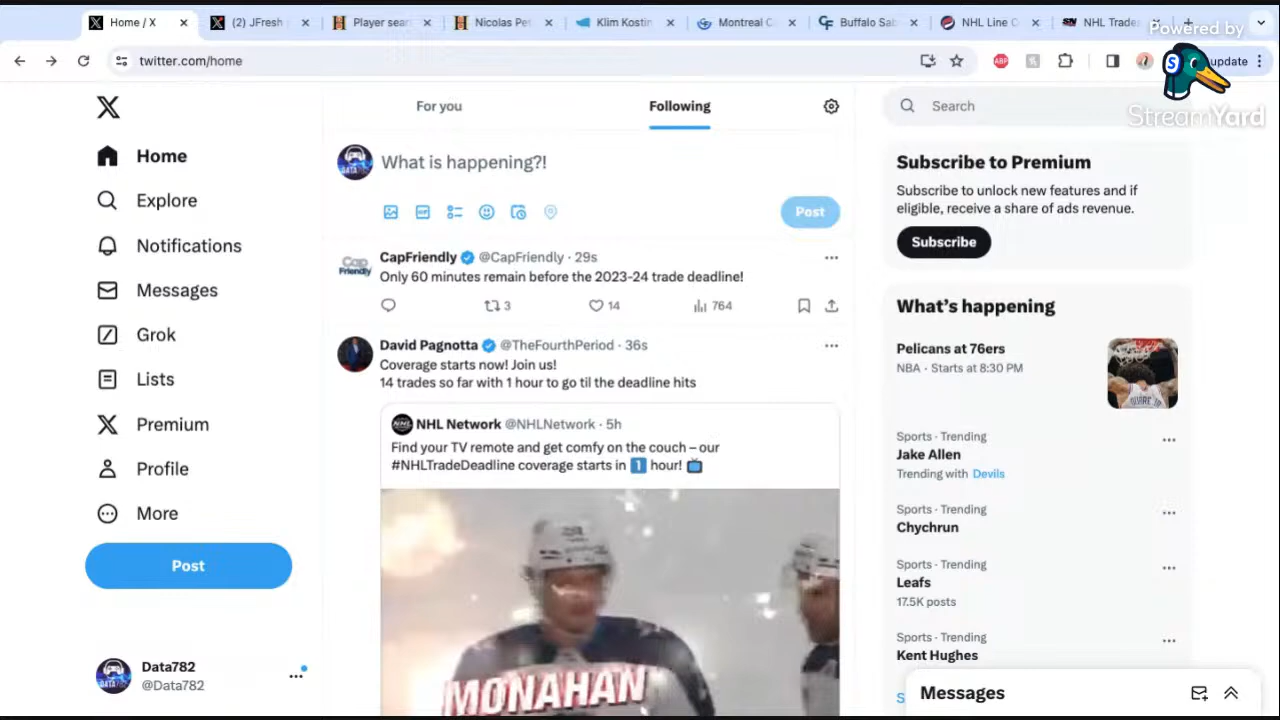 Home / X
(2) JFresh
Player sear
Nicolas Pe
Klim Kostin
Montreal C
Buffalo Sab
NHL Line C
NHL Trade
Powered by
twitter.com/home
ABP
update
StreamYard
For you
Following
Search
Home
Explore
Notifications
Messages
Grok
Lists
Premium
Profile
More
Post
Data782
@Data782
What is happening?!
Post
CapFriendly @CapFriendly · 29s
Only 60 minutes remain before the 2023-24 trade deadline!
3
14
764
David Pagnotta @TheFourthPeriod · 36s
Coverage starts now! Join us!
14 trades so far with 1 hour to go til the deadline hits
NHL Network @NHLNetwork · 5h
Find your TV remote and get comfy on the couch – our
#NHLTradeDeadline coverage starts in 1 hour!
MONAHAN
Subscribe to Premium
Subscribe to unlock new features and if
eligible, receive a share of ads revenue.
Subscribe
What's happening
Pelicans at 76ers
NBA · Starts at 8:30 PM
Sports · Trending
Jake Allen
Trending with Devils
Sports · Trending
Chychrun
Sports · Trending
Leafs
17.5K posts
Sports · Trending
Kent Hughes
Messages